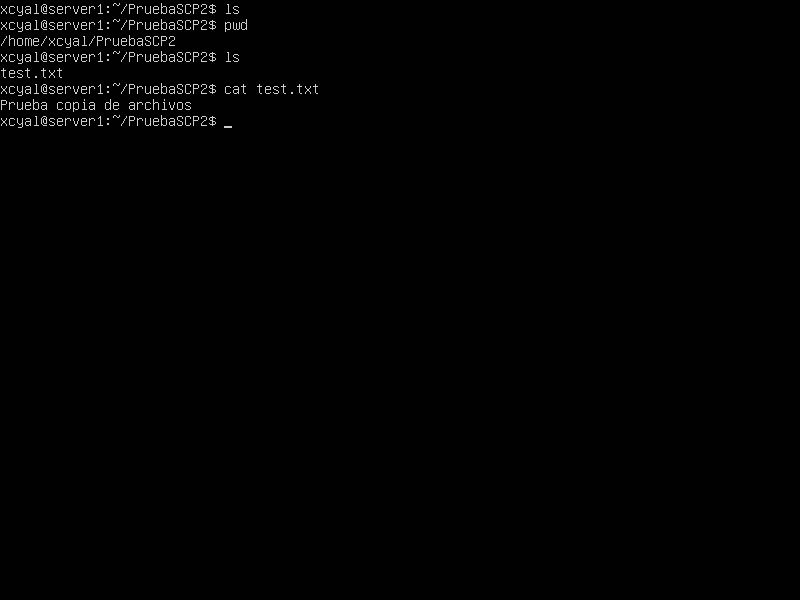 xcyal@server1:~/PruebaSCP2$ ls
xcyal@server1:~/PruebaSCP2$ pwd
/home/xcyal/PruebaSCP2
xcyal@server1:~/PruebaSCP2$ ls
test.txt
xcyal@server1:~/PruebaSCP2$ cat test.txt
Prueba copia de archivos
xcyal@server1:~/PruebaSCP2$ _